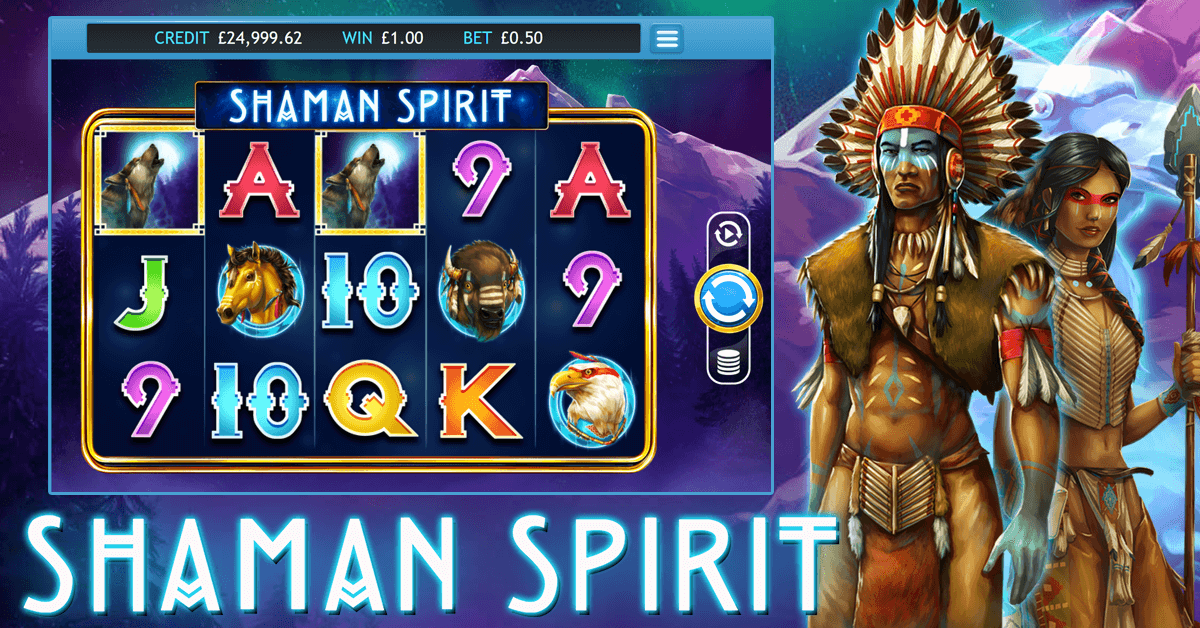 CREDIT £24,999.62 WIN £1.00 BET £0.50
SHAMAN SPIRIT
A 9 A
J 10 9
9 10 Q K
SHAMAN SPIRIT